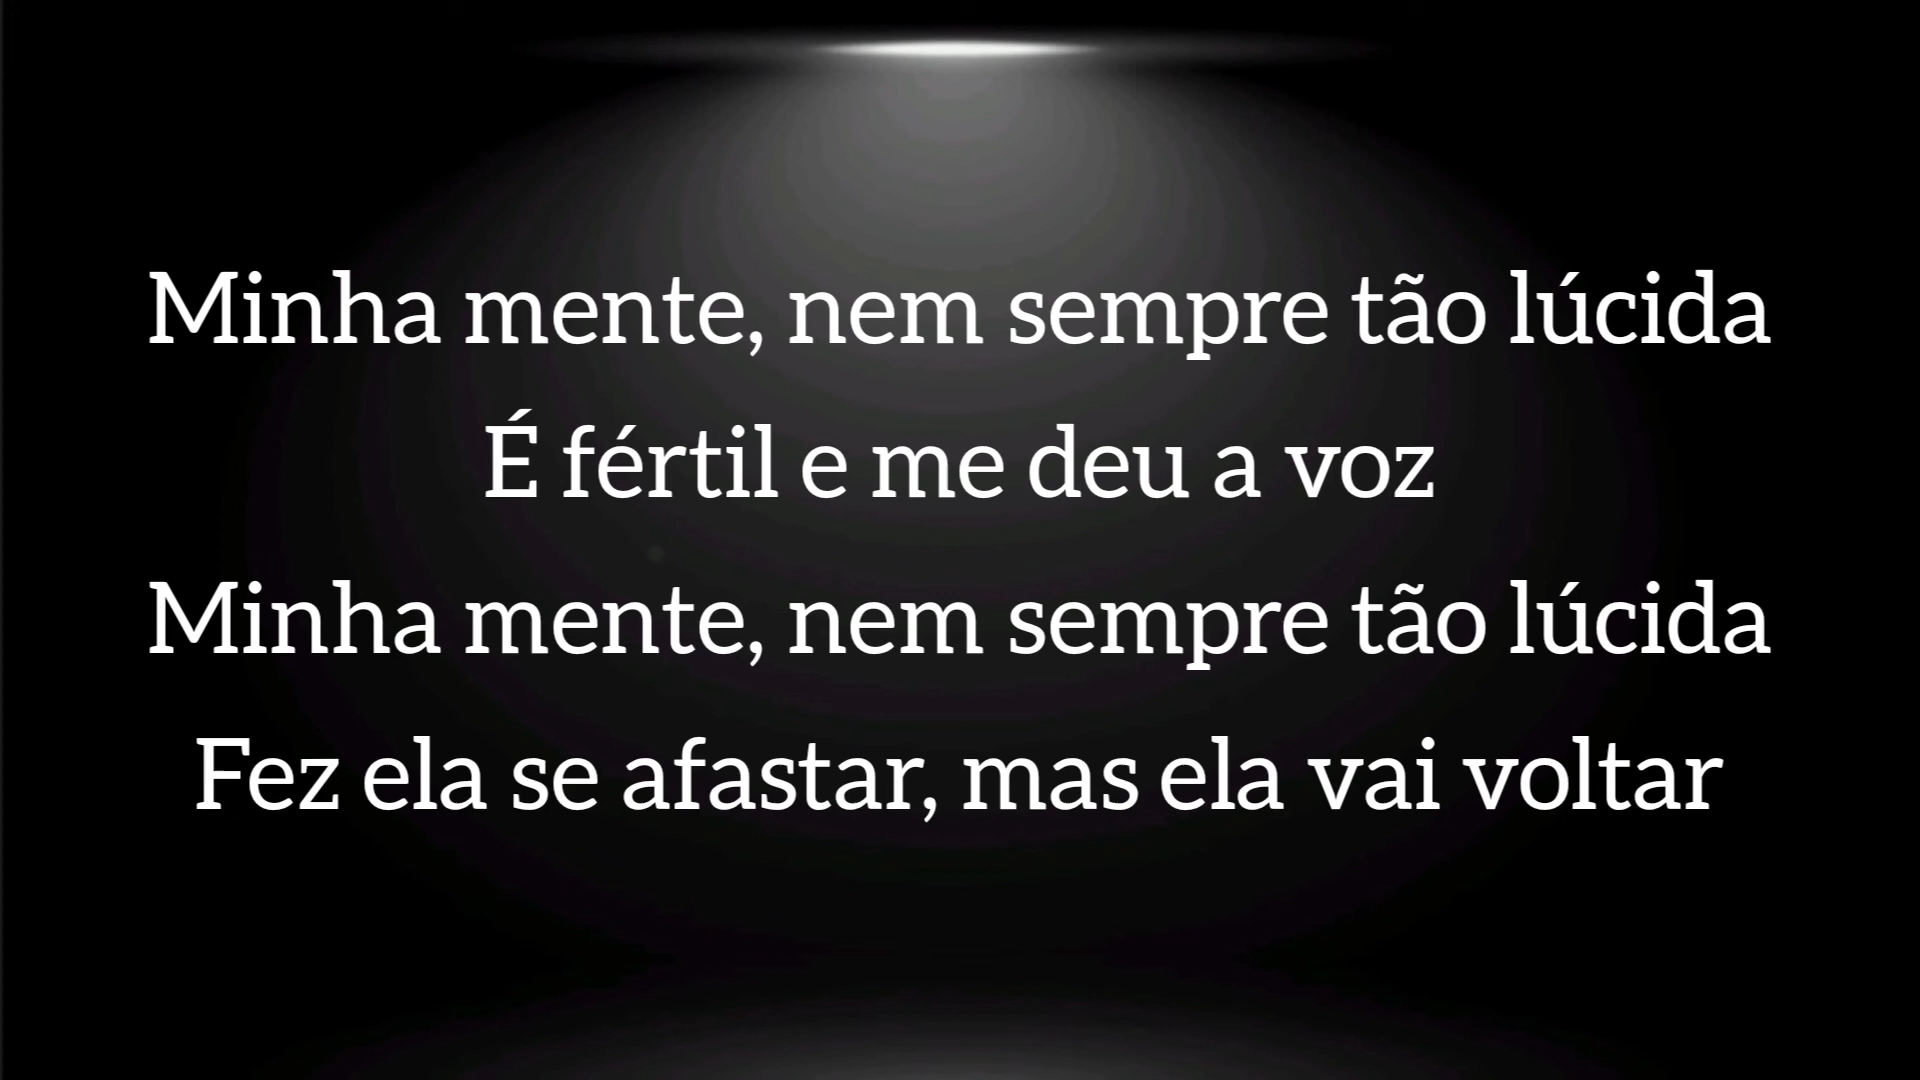 Minha mente, nem sempre tão lúcida
É fértil e me deu a voz
Minha mente, nem sempre tão lúcida
Fez ela se afastar, mas ela vai voltar